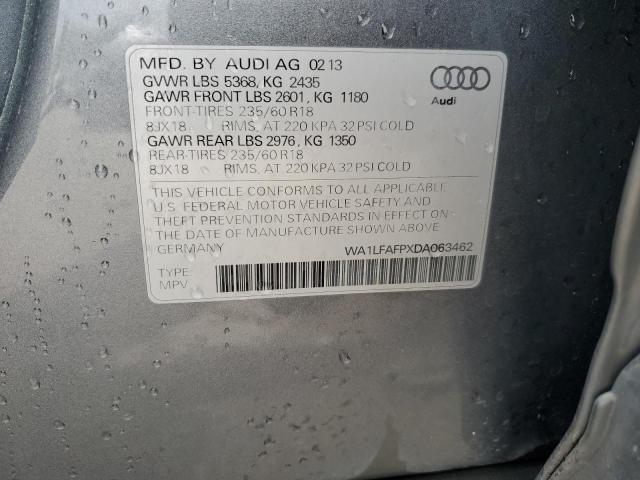 MFD. BY AUDI AG 02 13
GVWR LBS 5368, KG 2435
GAWR FRONT LBS 2601, KG 1180
FRONT-TIRES 235/60 R18
8JX18 RIMS, AT 220 KPA 32 PSI COLD
GAWR REAR LBS 2976, KG 1350
REAR-TIRES 235/60 R18
8JX18 RIMS, AT 220 KPA 32 PSI COLD
Audi
THIS VEHICLE CONFORMS TO ALL APPLICABLE
U.S. FEDERAL MOTOR VEHICLE SAFETY AND
THEFT PREVENTION STANDARDS IN EFFECT ON
THE DATE OF MANUFACTURE SHOWN ABOVE.
GERMANY WA1LFAFPXDA063462
TYPE:
MPV